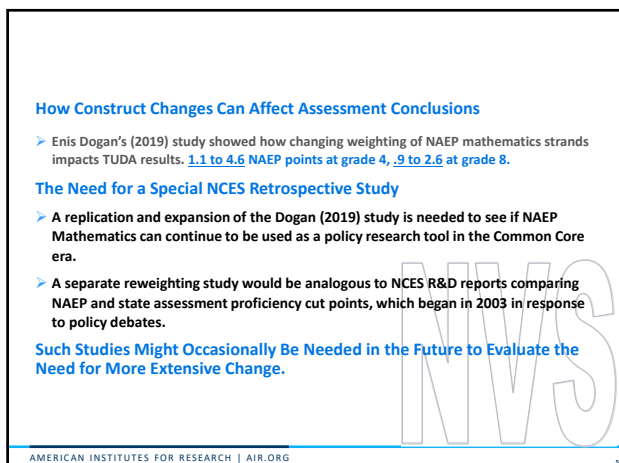 How Construct Changes Can Affect Assessment Conclusions
➢ Enis Dogan's (2019) study showed how changing weighting of NAEP mathematics strands
impacts TUDA results. 1.1 to 4.6 NAEP points at grade 4, .9 to 2.6 at grade 8.
The Need for a Special NCES Retrospective Study
➢ A replication and expansion of the Dogan (2019) study is needed to see if NAEP
Mathematics can continue to be used as a policy research tool in the Common Core
era.
➢ A separate reweighting study would be analogous to NCES R&D reports comparing
NAEP and state assessment proficiency cut points, which began in 2003 in response
to policy debates.
Such Studies Might Occasionally Be Needed in the Future to Evaluate the
Need for More Extensive Change.
NVS
AMERICAN INSTITUTES FOR RESEARCH | AIR.ORG